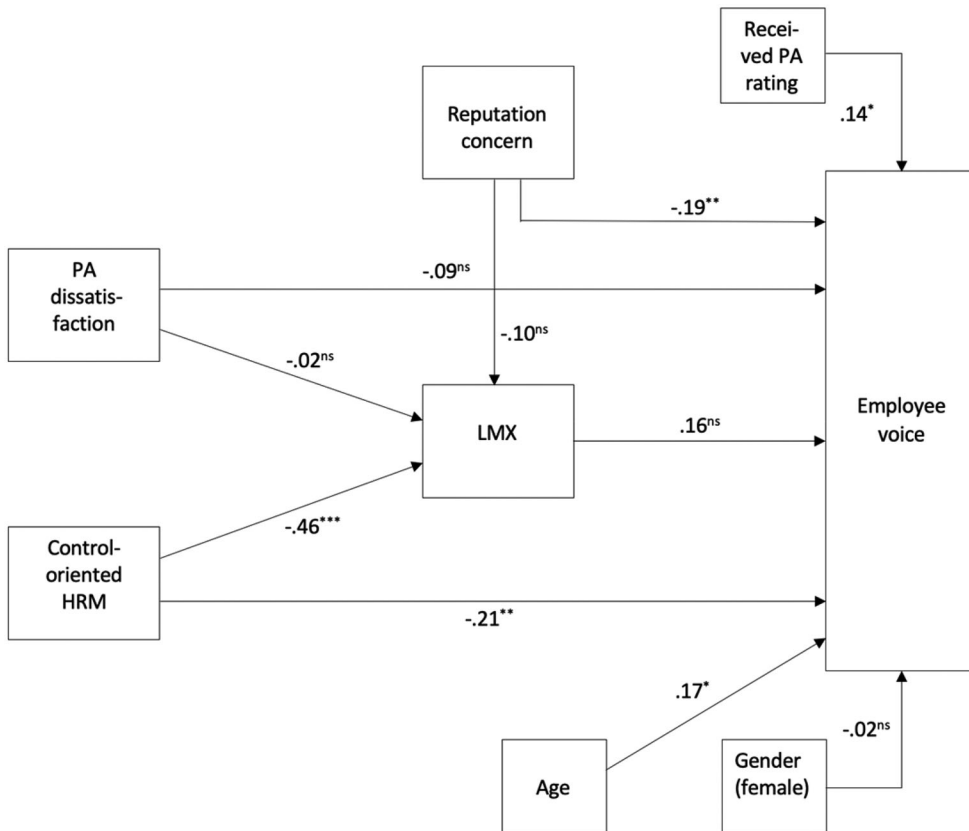 Recei-
ved PA
rating
.14*
Reputation
concern
-.19**
PA
dissatis-
faction
-.09ns
-.10ns
-.02ns
LMX
.16ns
Employee
voice
-.46***
Control-
oriented
HRM
-.21**
.17*
-.02ns
Age
Gender
(female)